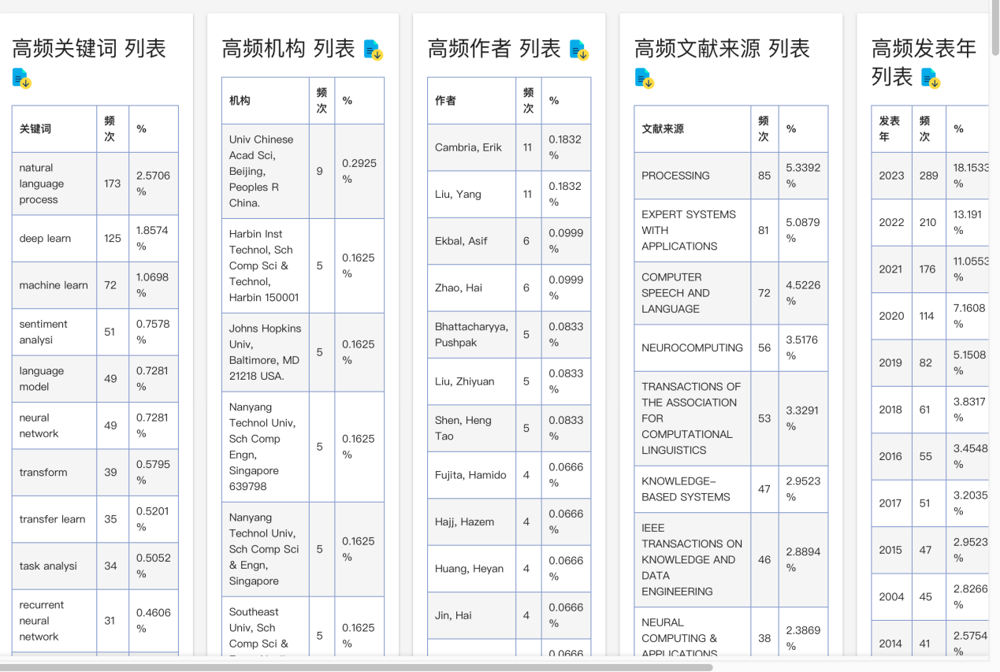 高频关键词 列表
关键词 频次 %
natural language process 173 2.5706%
deep learn 125 1.8574%
machine learn 72 1.0698%
sentiment analysi 51 0.7578%
language model 49 0.7281%
neural network 49 0.7281%
transform 39 0.5795%
transfer learn 35 0.5201%
task analysi 34 0.5052%
recurrent neural network 31 0.4606%
高频机构 列表
机构 频次 %
Univ Chinese Acad Sci, Beijing, Peoples R China. 9 0.2925%
Harbin Inst Technol, Sch Comp Sci & Technol, Harbin 150001 5 0.1625%
Johns Hopkins Univ, Baltimore, MD 21218 USA. 5 0.1625%
Nanyang Technol Univ, Sch Comp Engn, Singapore 639798 5 0.1625%
Nanyang Technol Univ, Sch Comp Sci & Engn, Singapore 5 0.1625%
Southeast Univ, Sch Comp Sci & 5 0.1625%
高频作者 列表
作者 频次 %
Cambria, Erik 11 0.1832%
Liu, Yang 11 0.1832%
Ekbal, Asif 6 0.0999%
Zhao, Hai 6 0.0999%
Bhattacharyya, Pushpak 5 0.0833%
Liu, Zhiyuan 5 0.0833%
Shen, Heng Tao 5 0.0833%
Fujita, Hamido 4 0.0666%
Hajj, Hazem 4 0.0666%
Huang, Heyan 4 0.0666%
Jin, Hai 4 0.0666%
0.0666
高频文献来源 列表
文献来源 频次 %
PROCESSING 85 5.3392%
EXPERT SYSTEMS WITH APPLICATIONS 81 5.0879%
COMPUTER SPEECH AND LANGUAGE 72 4.5226%
NEUROCOMPUTING 56 3.5176%
TRANSACTIONS OF THE ASSOCIATION FOR COMPUTATIONAL LINGUISTICS 53 3.3291%
KNOWLEDGE-BASED SYSTEMS 47 2.9523%
IEEE TRANSACTIONS ON KNOWLEDGE AND DATA ENGINEERING 46 2.8894%
NEURAL COMPUTING & APPLICATIONS 38 2.3869%
高频发表年 列表
发表年 频次 %
2023 289 18.1533%
2022 210 13.191%
2021 176 11.0553%
2020 114 7.1608%
2019 82 5.1508%
2018 61 3.8317%
2016 55 3.4548%
2017 51 3.2035%
2015 47 2.9523%
2004 45 2.8266%
2014 41 2.5754%